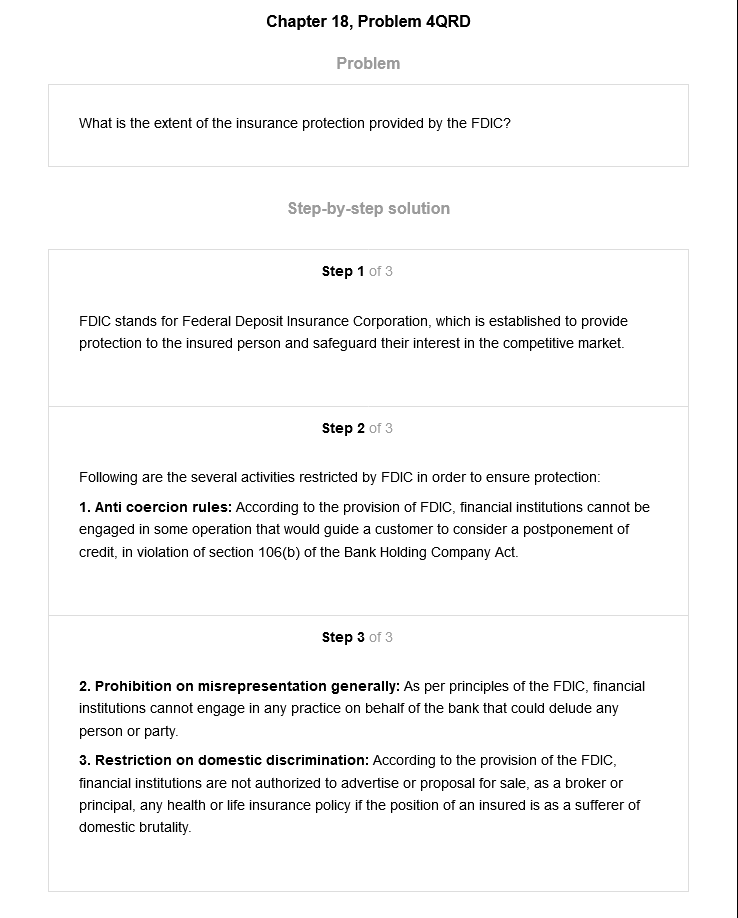 Chapter 18, Problem 4QRD
Problem
What is the extent of the insurance protection provided by the FDIC?
Step-by-step solution
Step 1 of 3
FDIC stands for Federal Deposit Insurance Corporation, which is established to provide
protection to the insured person and safeguard their interest in the competitive market.
Step 2 of 3
Following are the several activities restricted by FDIC in order to ensure protection:
1. Anti coercion rules: According to the provision of FDIC, financial institutions cannot be
engaged in some operation that would guide a customer to consider a postponement of
credit, in violation of section 106(b) of the Bank Holding Company Act.
Step 3 of 3
2. Prohibition on misrepresentation generally: As per principles of the FDIC, financial
institutions cannot engage in any practice on behalf of the bank that could delude any
person or party.
3. Restriction on domestic discrimination: According to the provision of the FDIC,
financial institutions are not authorized to advertise or proposal for sale, as a broker or
principal, any health or life insurance policy if the position of an insured is as a sufferer of
domestic brutality.